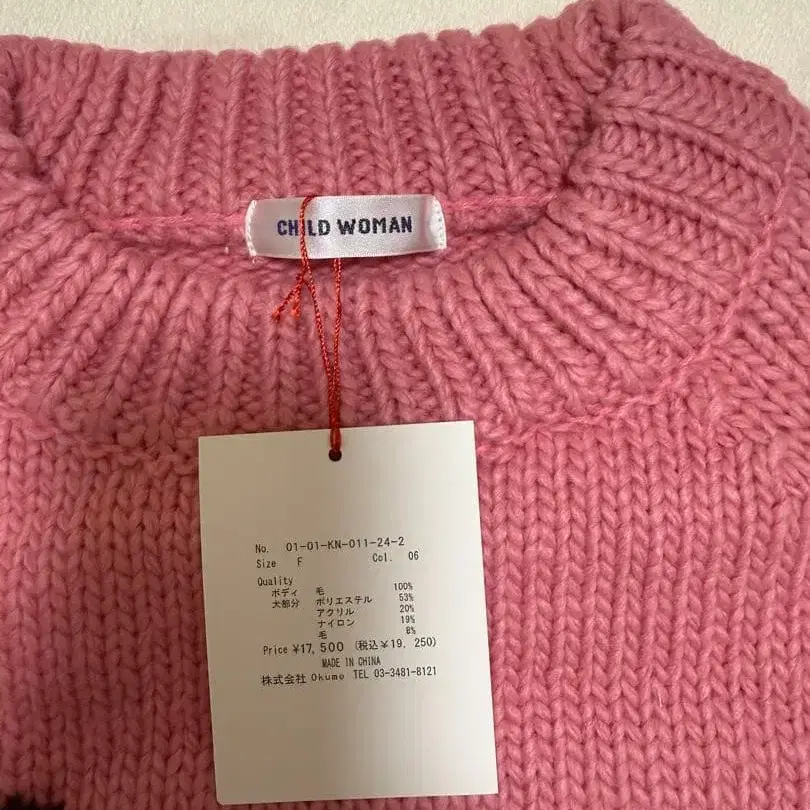 CHILD WOMAN
No. 01-01-KN-011-24-2
Size F Col. 06
Quality
ボディ 毛 100%
犬部分 ポリエステル 53%
アクリル 20%
ナイロン 19%
毛 8%
Price ¥17,500 (税込¥19,250)
MADE IN CHINA
株式会社 Okumo TEL 03-3481-8121